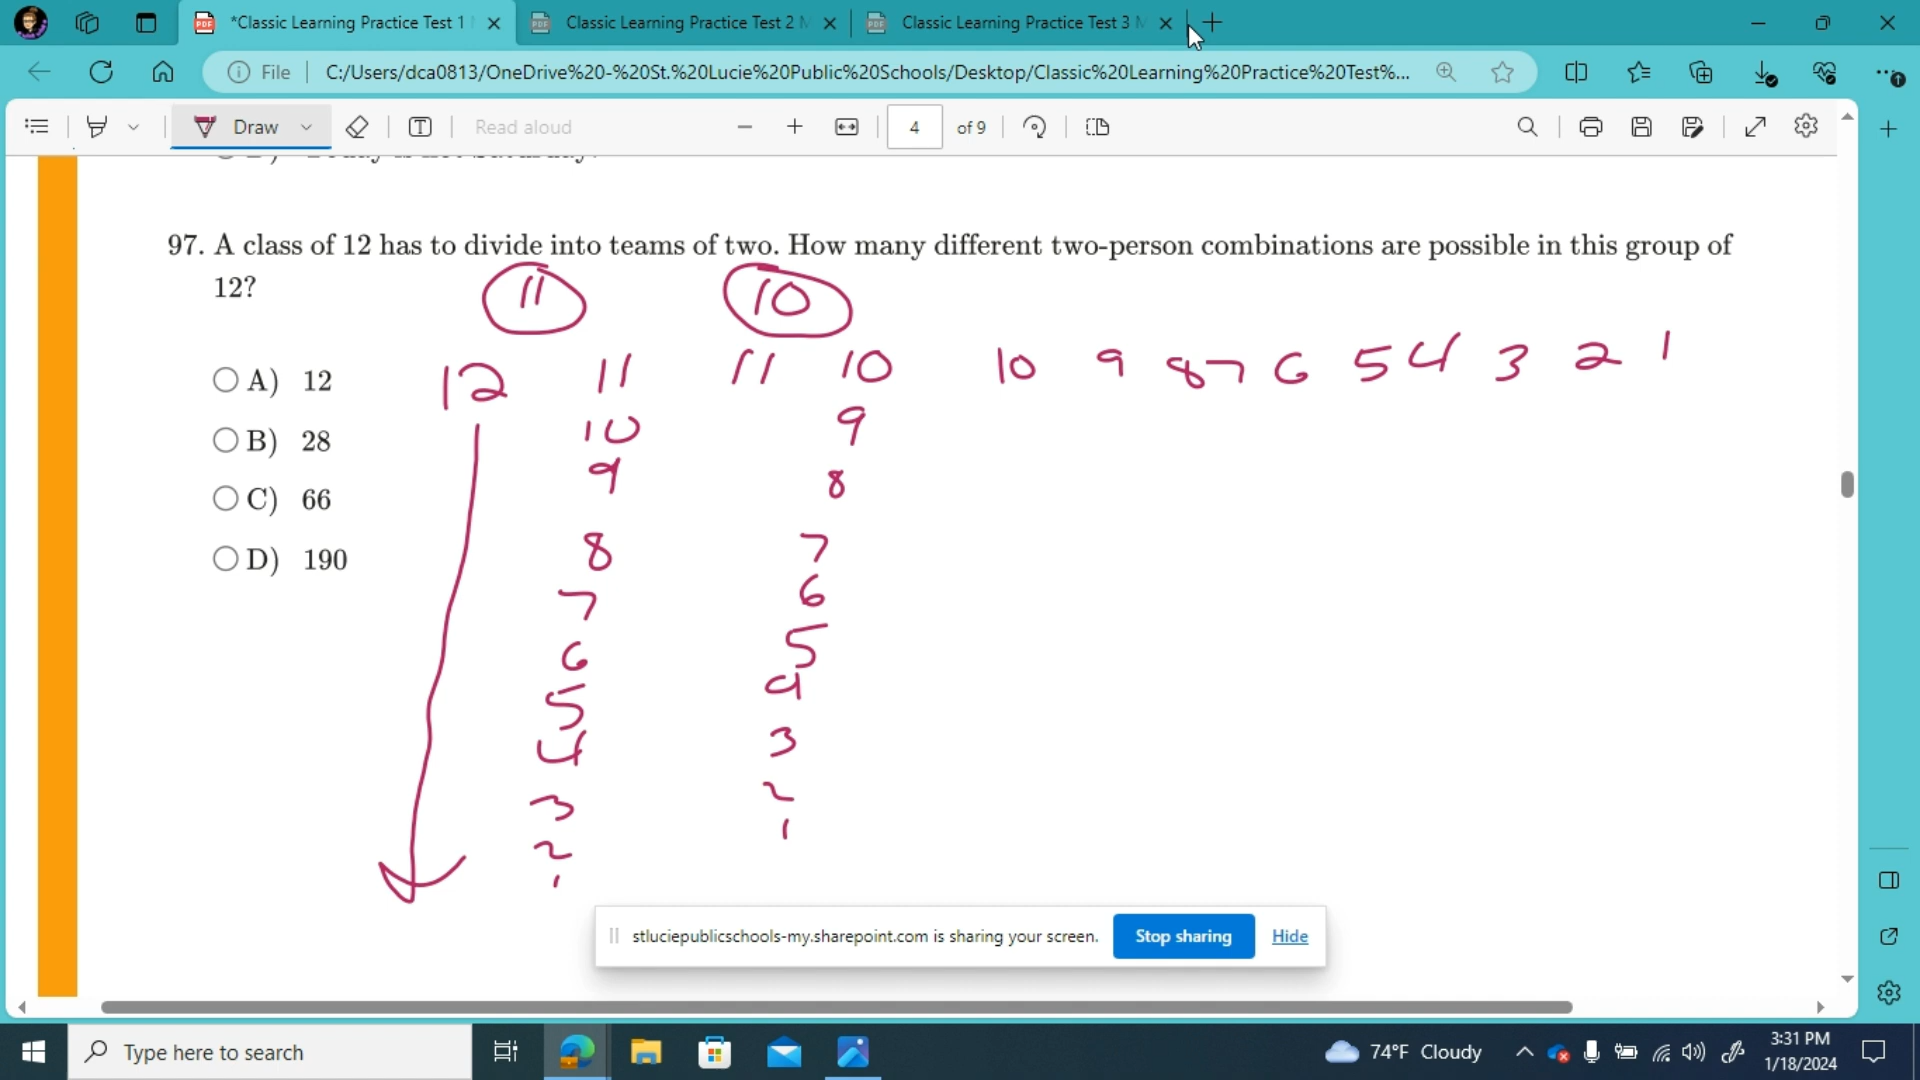 *Classic Learning Practice Test 1
Classic Learning Practice Test 2
Classic Learning Practice Test 3
File
C:/Users/dca0813/OneDrive%20-%20St.%20Lucie%20Public%20Schools/Desktop/Classic%20Learning%20Practice%20Test%...
Draw
Read aloud
4 of 9
97. A class of 12 has to divide into teams of two. How many different two-person combinations are possible in this group of
12?
11 10
12 11 11 10 10 9 8 7 6 5 4 3 2 1
10 9
9 8
8 7
7 6
6 5
5 4
4 3
3 2
2 1
1
A) 12
B) 28
C) 66
D) 190
stluciepublicschools-my.sharepoint.com is sharing your screen.
Stop sharing
Hide
Type here to search
74°F Cloudy
3:31 PM
1/18/2024